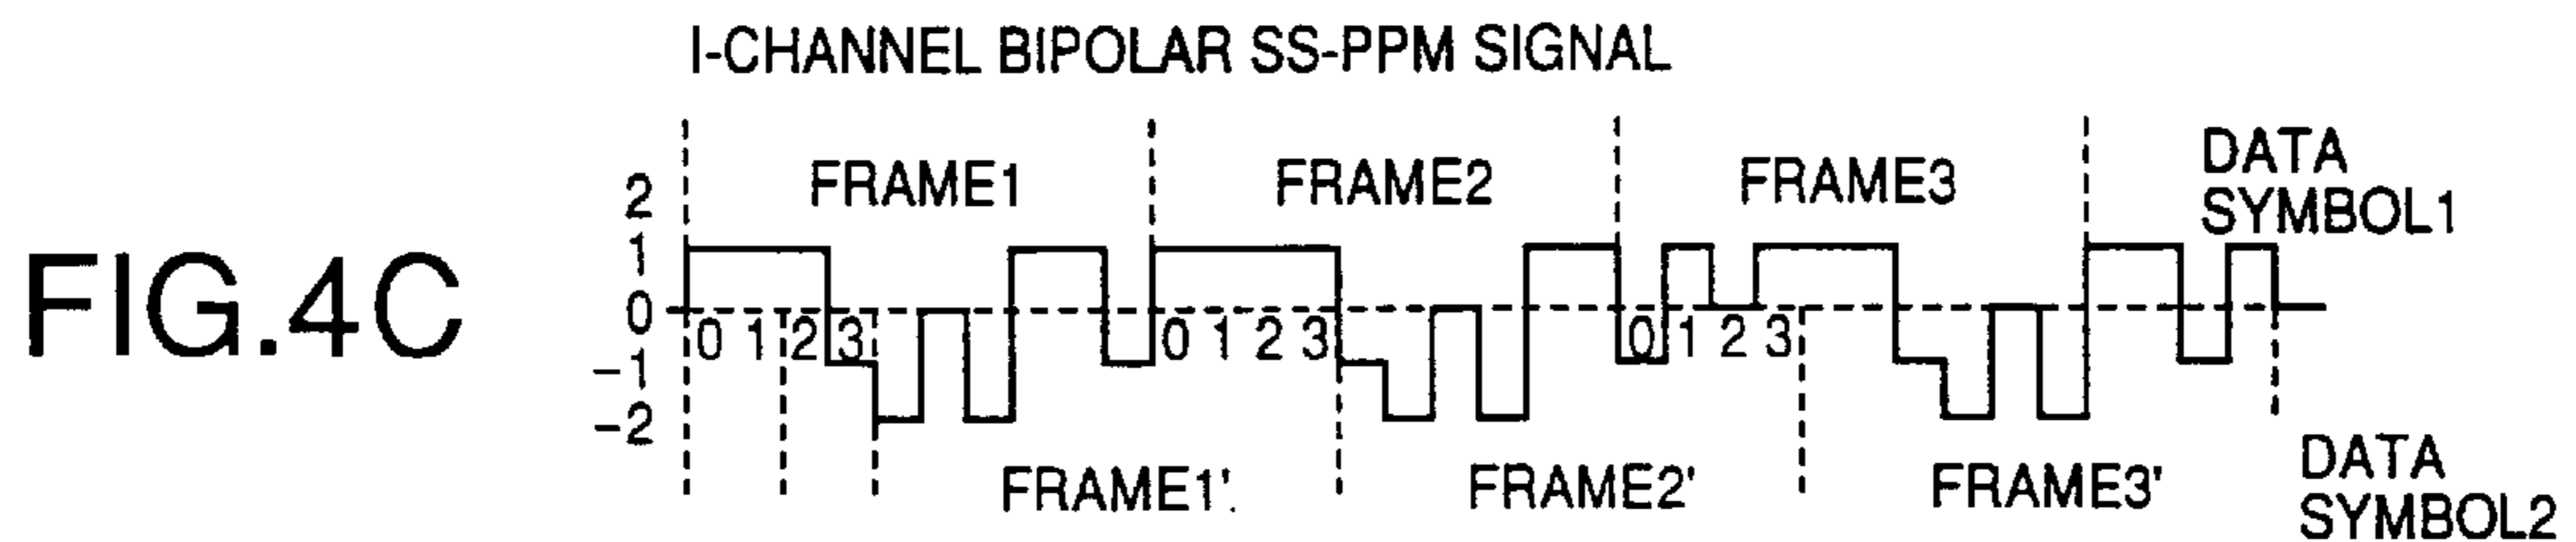 I-CHANNEL BIPOLAR SS-PPM SIGNAL
FIG.4C
2
1
0
-1
-2
FRAME1
FRAME2
FRAME3
DATA
SYMBOL1
0 1 2 3
0 1 2 3
0 1 2 3
FRAME1'.
FRAME2'
FRAME3'
DATA
SYMBOL2